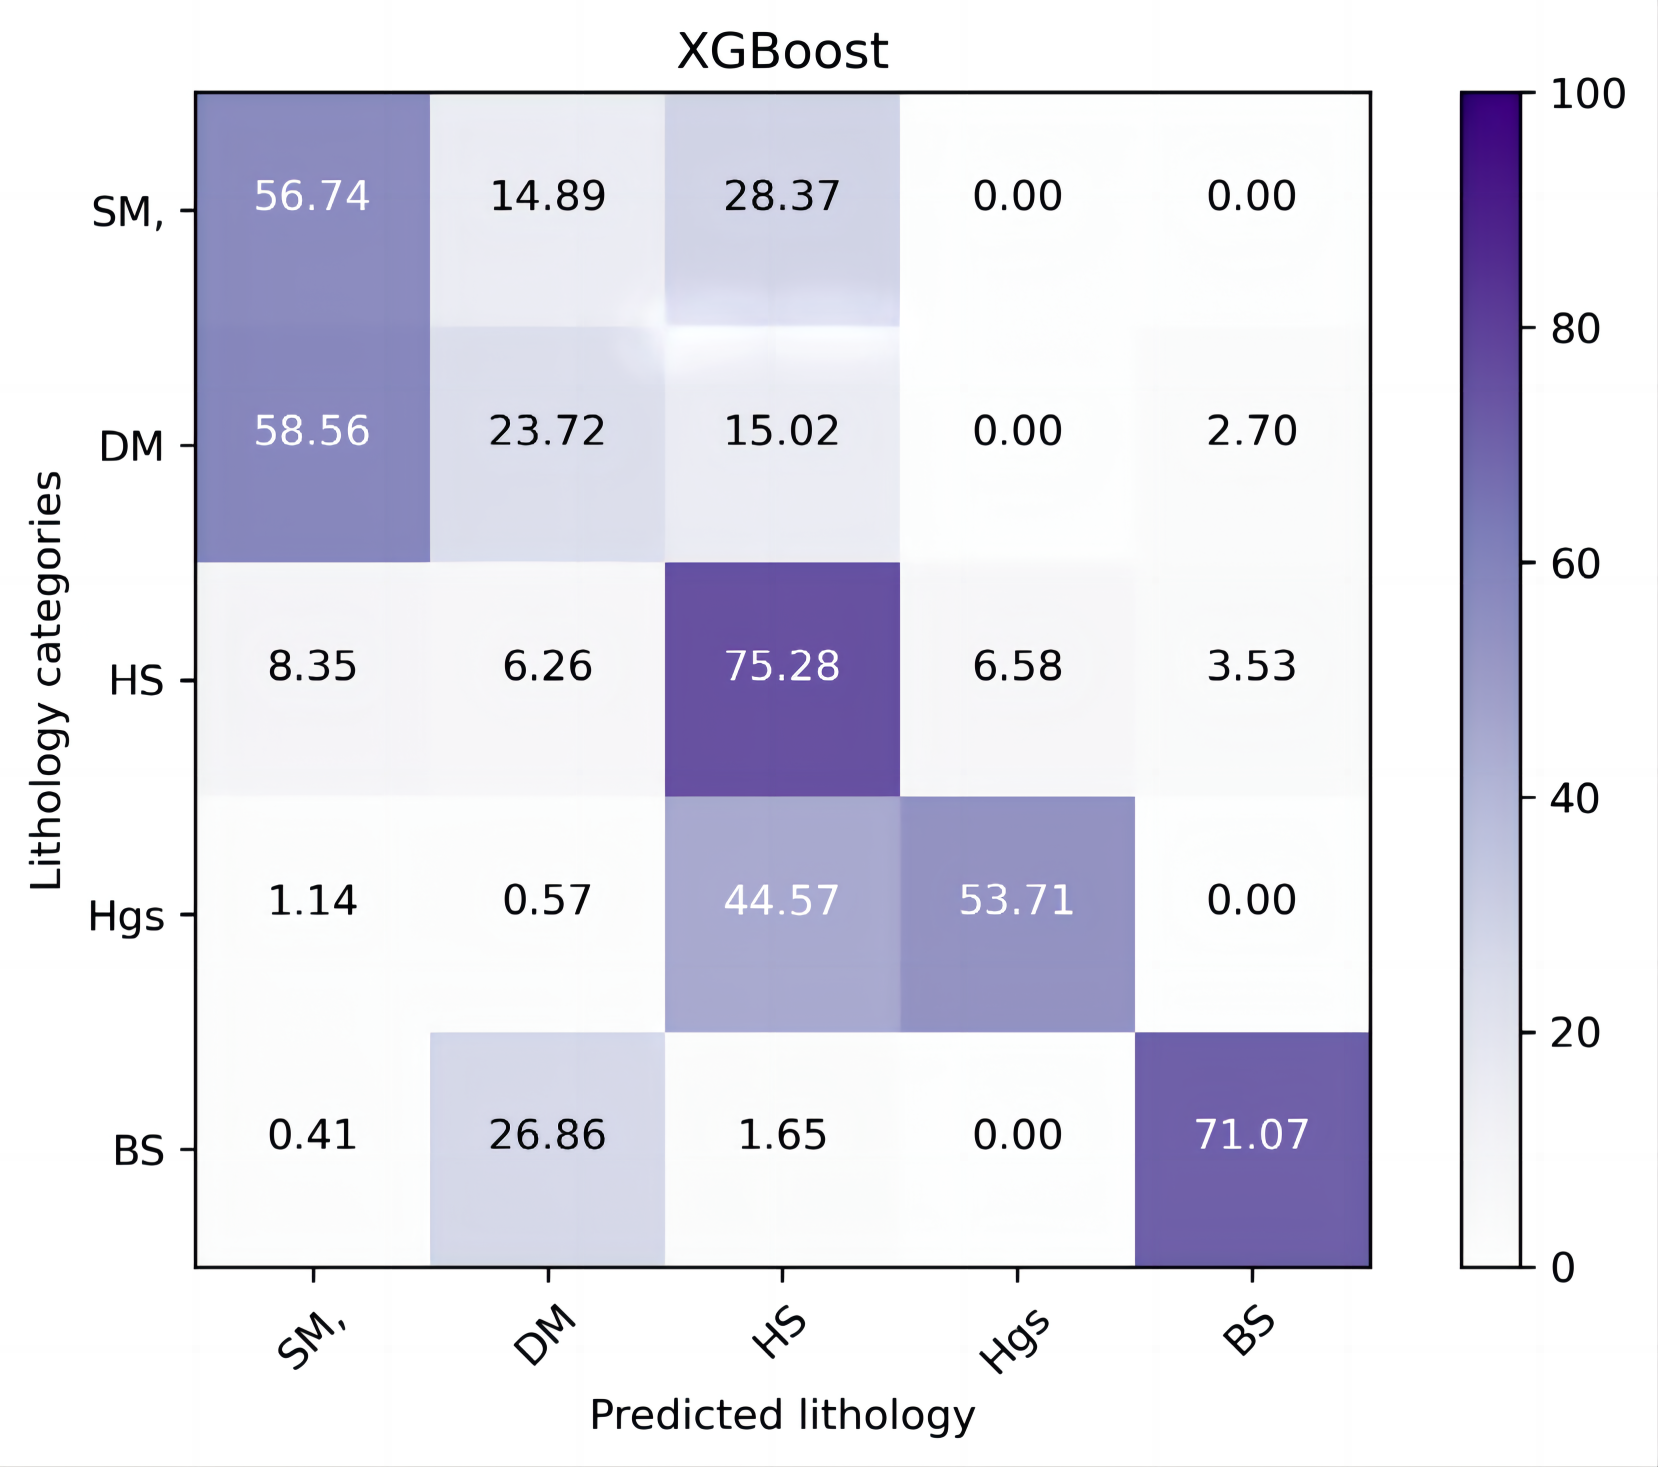 XGBoost
SM, 56.74 14.89 28.37 0.00 0.00
DM 58.56 23.72 15.02 0.00 2.70
HS 8.35 6.26 75.28 6.58 3.53
Hgs 1.14 0.57 44.57 53.71 0.00
BS 0.41 26.86 1.65 0.00 71.07
SM, DM HS Hgs BS
Predicted lithology
Lithology categories
100
80
60
40
20
0